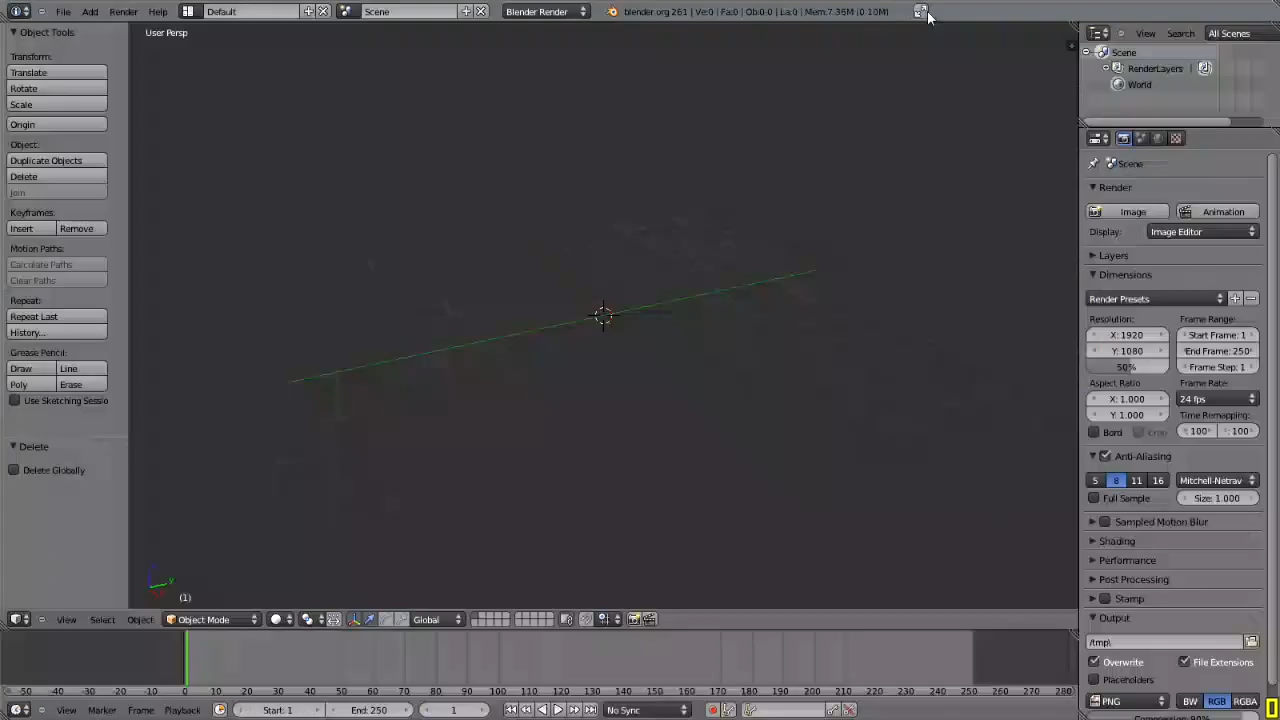 File Add Render Help Default Scene Blender Render blender.org 261 | Ve:0 | Fa:0 | Ob:0-0 | La:0 | Mem:7.36M (0.10M)
Object Tools
Transform:
Translate
Rotate
Scale
Origin
Object:
Duplicate Objects
Delete
Join
Keyframes:
Insert Remove
Motion Paths:
Calculate Paths
Clear Paths
Repeat:
Repeat Last
History...
Grease Pencil:
Draw Line
Poly Erase
Use Sketching Sessio
Delete
Delete Globally
User Persp
y
(1)
View Select Object Object Mode Global
-50 -40 -30 -20 -10 0 10 20 30 40 50 60 70 80 90 100 110 120 130 140 150 160 170 180 190 200 210 220 230 240 250 260 270 280
View Marker Frame Playback Start: 1 End: 250 1 No Sync
View Search All Scenes
Scene
RenderLayers
World
Scene
Render
Image Animation
Display: Image Editor
Layers
Dimensions
Render Presets
Resolution: Frame Range:
X: 1920 Start Frame: 1
Y: 1080 End Frame: 250
50% Frame Step: 1
Aspect Ratio Frame Rate:
X: 1.000 24 fps
Y: 1.000 Time Remapping:
Bord Crop : 100 : 100
Anti-Aliasing
5 8 11 16 Mitchell-Netrav
Full Sample Size: 1.000
Sampled Motion Blur
Shading
Performance
Post Processing
Stamp
Output
/tmp\
Overwrite File Extensions
Placeholders
PNG BW RGB RGBA
Compression: 90%